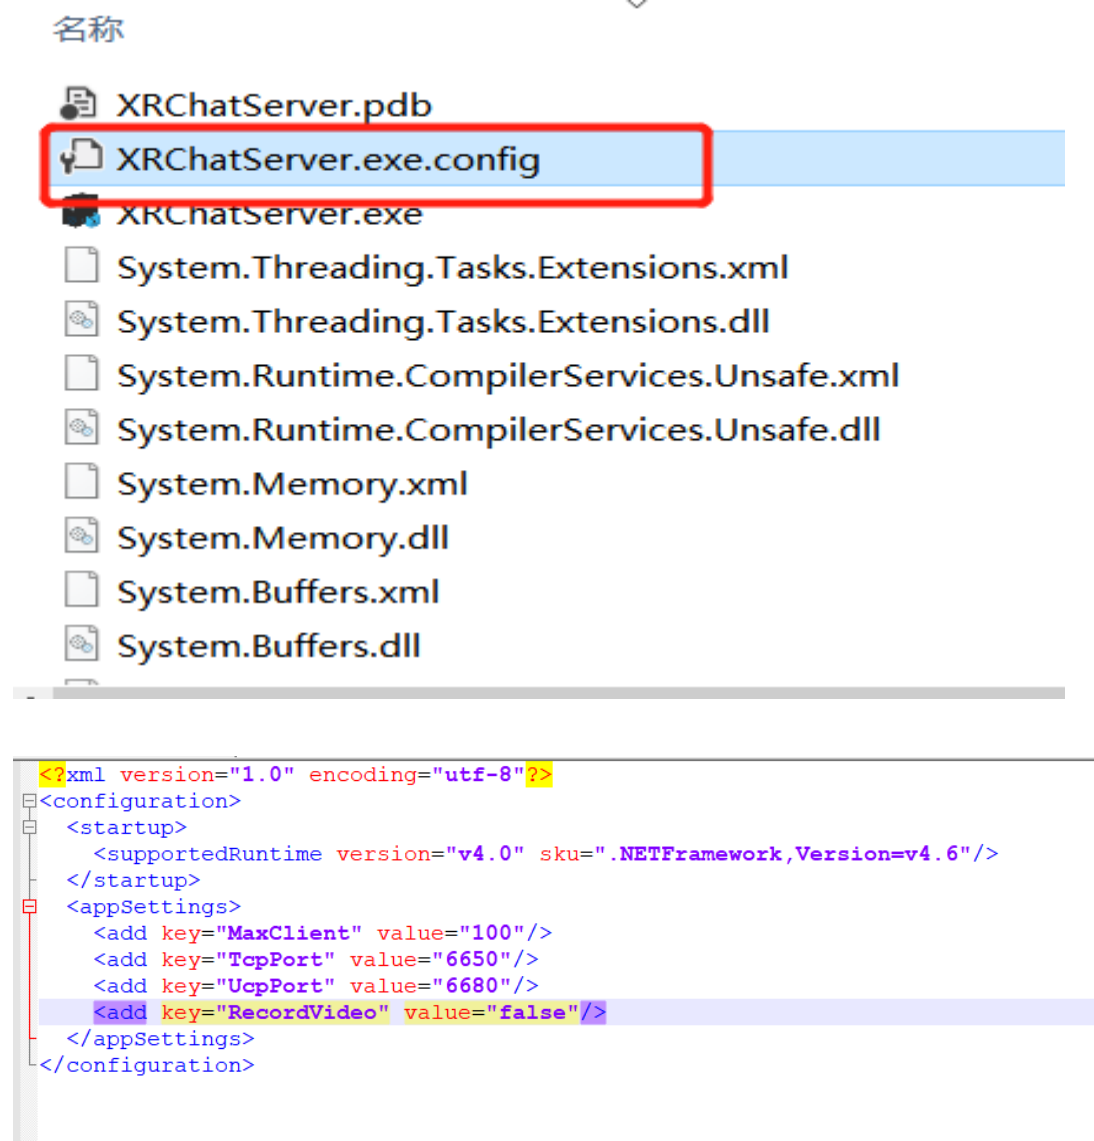 名称
XRChatServer.pdb
XRChatServer.exe.config
XRChatServer.exe
System.Threading.Tasks.Extensions.xml
System.Threading.Tasks.Extensions.dll
System.Runtime.CompilerServices.Unsafe.xml
System.Runtime.CompilerServices.Unsafe.dll
System.Memory.xml
System.Memory.dll
System.Buffers.xml
System.Buffers.dll
<?xml version="1.0" encoding="utf-8"?>
<configuration>
<startup>
<supportedRuntime version="v4.0" sku=".NETFramework,Version=v4.6"/>
</startup>
<appSettings>
<add key="MaxClient" value="100"/>
<add key="TcpPort" value="6650"/>
<add key="UcpPort" value="6680"/>
<add key="RecordVideo" value="false"/>
</appSettings>
</configuration>